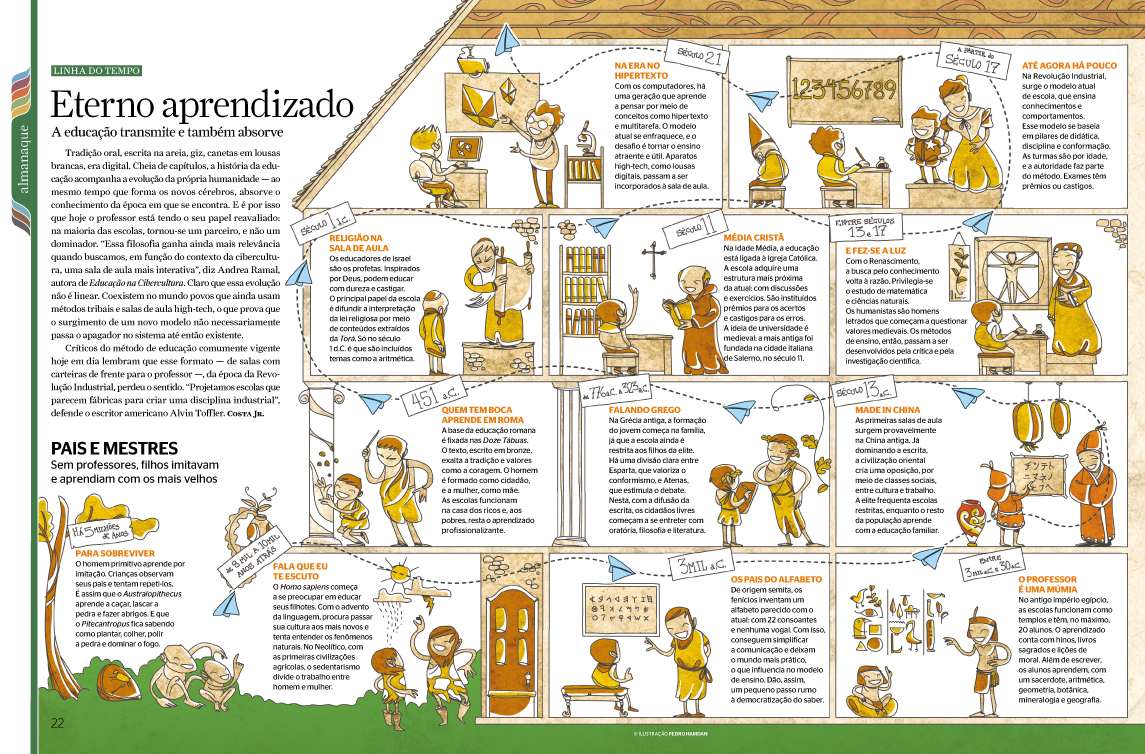 almanaque
LINHA DO TEMPO
Eterno aprendizado
A educação transmite e também absorve
Tradição oral, escrita na areia, giz, canetas em lousas
brancas, era digital. Cheia de capítulos, a história da edu-
cação acompanha a evolução da própria humanidade — ao
mesmo tempo que forma os novos cérebros, absorve o
conhecimento da época em que se encontra. E é por isso
que hoje o professor está tendo o seu papel reavaliado:
na maioria das escolas, tornou-se um parceiro, e não um
dominador. “Essa filosofia ganha ainda mais relevância
quando buscamos, em função do contexto da cibercultu-
ra, uma sala de aula mais interativa”, diz Andrea Ramal,
autora de Educação na Cibercultura. Claro que essa evolução
não é linear. Coexistem no mundo povos que ainda usam
métodos tribais e salas de aula high-tech, o que prova que
o surgimento de um novo modelo não necessariamente
passa o apagador no sistema até então existente.
Críticos do método de educação comumente vigente
hoje em dia lembram que esse formato — de salas com
carteiras de frente para o professor —, da época da Revo-
lução Industrial, perdeu o sentido. “Projetamos escolas que
parecem fábricas para criar uma disciplina industrial”,
defende o escritor americano Alvin Toffler. COSTA JR.
PAIS E MESTRES
Sem professores, filhos imitavam
e aprendiam com os mais velhos
HÁ 5 MILHÕES
DE ANOS
PARA SOBREVIVER
O homem primitivo aprende por
imitação. Crianças observam
seus pais e tentam repeti-los.
É assim que o Australopithecus
aprende a caçar, lascar a
pedra e fazer abrigos. E que
o Pitecantropus fica sabendo
como plantar, colher, polir
a pedra e dominar o fogo.
DE 8 MIL A 10 MIL
ANOS ATRÁS
FALA QUE EU
TE ESCUTO
O Homo sapiens começa
a se preocupar em educar
seus filhotes. Com o advento
da linguagem, procura passar
sua cultura aos mais novos e
tenta entender os fenômenos
naturais. No Neolítico, com
as primeiras civilizações
agrícolas, o sedentarismo
divide o trabalho entre
homem e mulher.
3MIL a.C.
OS PAIS DO ALFABETO
De origem semita, os
fenícios inventam um
alfabeto parecido com o
atual: com 22 consoantes
e nenhuma vogal. Com isso,
conseguem simplificar
a comunicação e deixam
o mundo mais prático,
o que influencia no modelo
de ensino. Dão, assim,
um pequeno passo rumo
à democratização do saber.
ENTRE
3MIL a.C. E 30 a.C.
O PROFESSOR
É UMA MÚMIA
No antigo império egípcio,
as escolas funcionam como
templos e têm, no máximo,
20 alunos. O aprendizado
conta com hinos, livros
sagrados e lições de
moral. Além de escrever,
os alunos aprendem, com
um sacerdote, aritmética,
geometria, botânica,
mineralogia e geografia.
SÉCULO 13 a.C.
MADE IN CHINA
As primeiras salas de aula
surgem provavelmente
na China antiga. Já
dominando a escrita,
a civilização oriental
cria uma oposição, por
meio de classes sociais,
entre cultura e trabalho.
A elite frequenta escolas
restritas, enquanto o resto
da população aprende
com a educação familiar.
de 776 a.C. a 323 a.C.
FALANDO GREGO
Na Grécia antiga, a formação
do jovem começa na família,
já que a escola ainda é
restrita aos filhos da elite.
Há uma divisão clara entre
Esparta, que valoriza o
conformismo, e Atenas,
que estimula o debate.
Nesta, com a difusão da
escrita, os cidadãos livres
começam a se entreter com
oratória, filosofia e literatura.
451 a.C.
QUEM TEM BOCA
APRENDE EM ROMA
A base da educação romana
é fixada nas Doze Tábuas.
O texto, escrito em bronze,
exalta a tradição e valores
como a coragem. O homem
é formado como cidadão,
e a mulher, como mãe.
As escolas funcionam
na casa dos ricos e, aos
pobres, resta o aprendizado
profissionalizante.
SÉCULO 1 d.C.
RELIGIÃO NA
SALA DE AULA
Os educadores de Israel
são os profetas. Inspirados
por Deus, podem educar
com dureza e castigar.
O principal papel da escola
é difundir a interpretação
da lei religiosa por meio
de conteúdos extraídos
da Torá. Só no século
1 d.C. é que são incluídos
temas como a aritmética.
SÉCULO 11
MÉDIA CRISTÃ
Na Idade Média, a educação
está ligada à Igreja Católica.
A escola adquire uma
estrutura mais próxima
da atual: com discussões
e exercícios. São instituídos
prêmios para os acertos
e castigos para os erros.
A ideia de universidade é
medieval: a mais antiga foi
fundada na cidade italiana
de Salerno, no século 11.
ENTRE SÉCULOS
13 e 17
E FEZ-SE A LUZ
Com o Renascimento,
a busca pelo conhecimento
volta à razão. Privilegia-se
o estudo de matemática
e ciências naturais.
Os humanistas são homens
letrados que começam a questionar
valores medievais. Os métodos
de ensino, então, passam a ser
desenvolvidos pela crítica e pela
investigação científica.
A PARTIR do
SÉCULO 17
123456789
ATÉ AGORA HÁ POUCO
Na Revolução Industrial,
surge o modelo atual
de escola, que ensina
conhecimentos e
comportamentos.
Esse modelo se baseia
em pilares de didática,
disciplina e conformação.
As turmas são por idade,
e a autoridade faz parte
do método. Exames têm
prêmios ou castigos.
SÉCULO 21
NA ERA NO
HIPERTEXTO
Com os computadores, há
uma geração que aprende
a pensar por meio de
conceitos como hipertexto
e multitarefa. O modelo
atual se enfraquece, e o
desafio é tornar o ensino
atraente e útil. Aparatos
high-tech, como lousas
digitais, passam a ser
incorporados à sala de aula.
22
© ILUSTRAÇÃO PEDRO HAMDAN